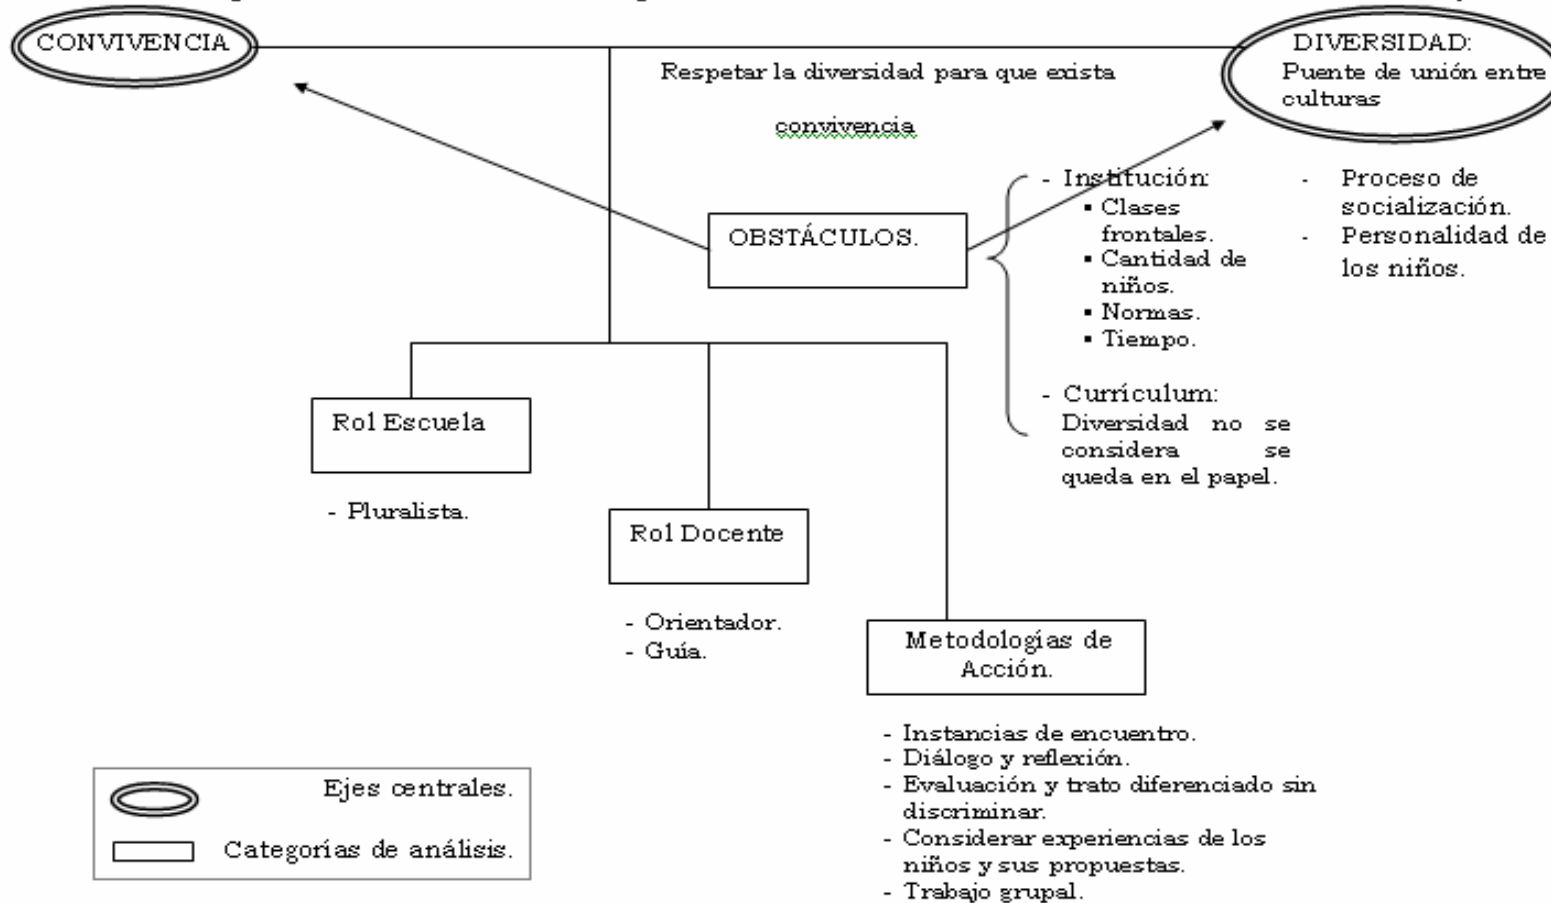 CONVIVENCIA
DIVERSIDAD:
Puente de unión entre
culturas
Respetar la diversidad para que exista
convivencia
OBSTÁCULOS.
- Institución:
▪ Clases
frontales.
▪ Cantidad de
niños.
▪ Normas.
▪ Tiempo.
- Currículum:
Diversidad no se
considera se
queda en el papel.
- Proceso de
socialización.
- Personalidad de
los niños.
Rol Escuela
- Pluralista.
Rol Docente
- Orientador.
- Guía.
Metodologías de
Acción.
- Instancias de encuentro.
- Diálogo y reflexión.
- Evaluación y trato diferenciado sin
discriminar.
- Considerar experiencias de los
niños y sus propuestas.
- Trabajo grupal.
Ejes centrales.
Categorías de análisis.